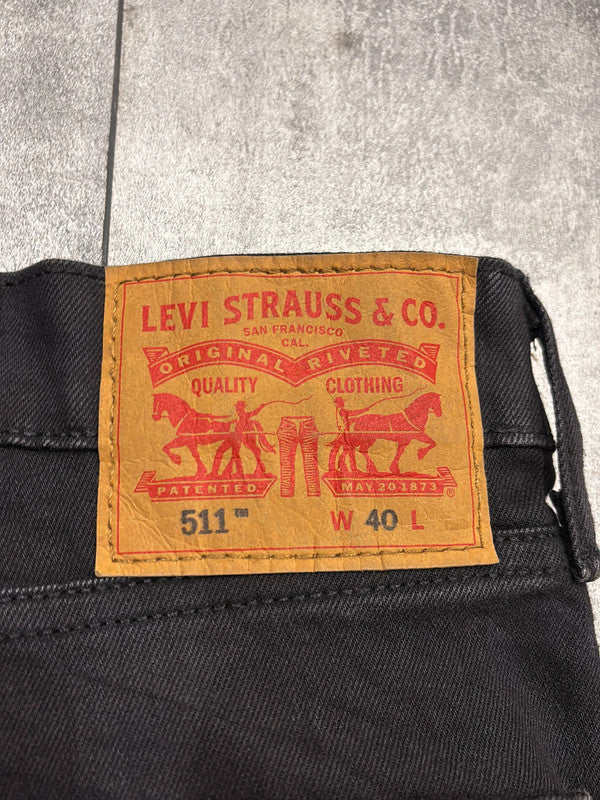 LEVI STRAUSS & CO.
SAN FRANCISCO
CAL.
ORIGINAL RIVETED
QUALITY CLOTHING
PATENTED MAY 20 1873 ®
511™ W 40 L